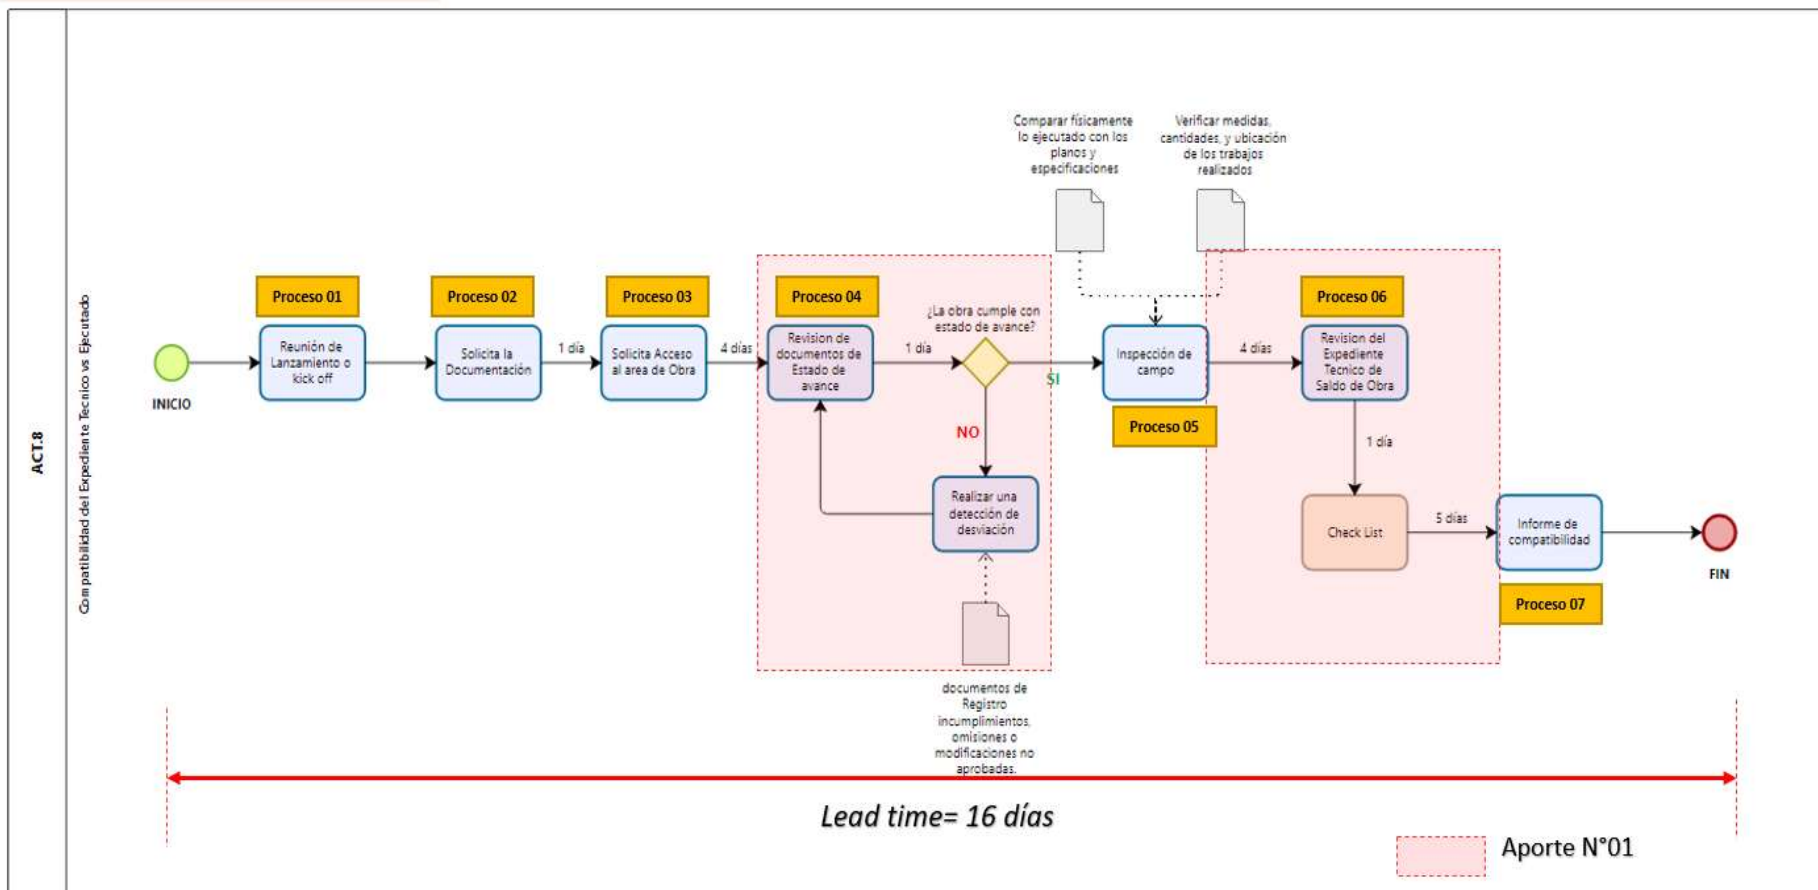 ACT.8
Compatibilidad del Expediente Tecnico vs Ejecutado
INICIO
Proceso 01
Reunión de
Lanzamiento o
kick off
Proceso 02
Solicita la
Documentación
1 día
Proceso 03
Solicita Acceso
al area de Obra
4 días
Proceso 04
Revision de
documentos de
Estado de
avance
1 día
¿La obra cumple con
estado de avance?
SI
NO
Realizar una
detección de
desviación
documentos de
Registro
incumplimientos,
omisiones o
modificaciones no
aprobadas.
Comparar físicamente
lo ejecutado con los
planos y
especificaciones
Verificar medidas,
cantidades, y ubicación
de los trabajos
realizados
Inspección de
campo
Proceso 05
4 días
Proceso 06
Revision del
Expediente
Tecnico de
Saldo de Obra
1 día
Check List
5 días
Informe de
compatibilidad
Proceso 07
FIN
Lead time= 16 días
Aporte N°01